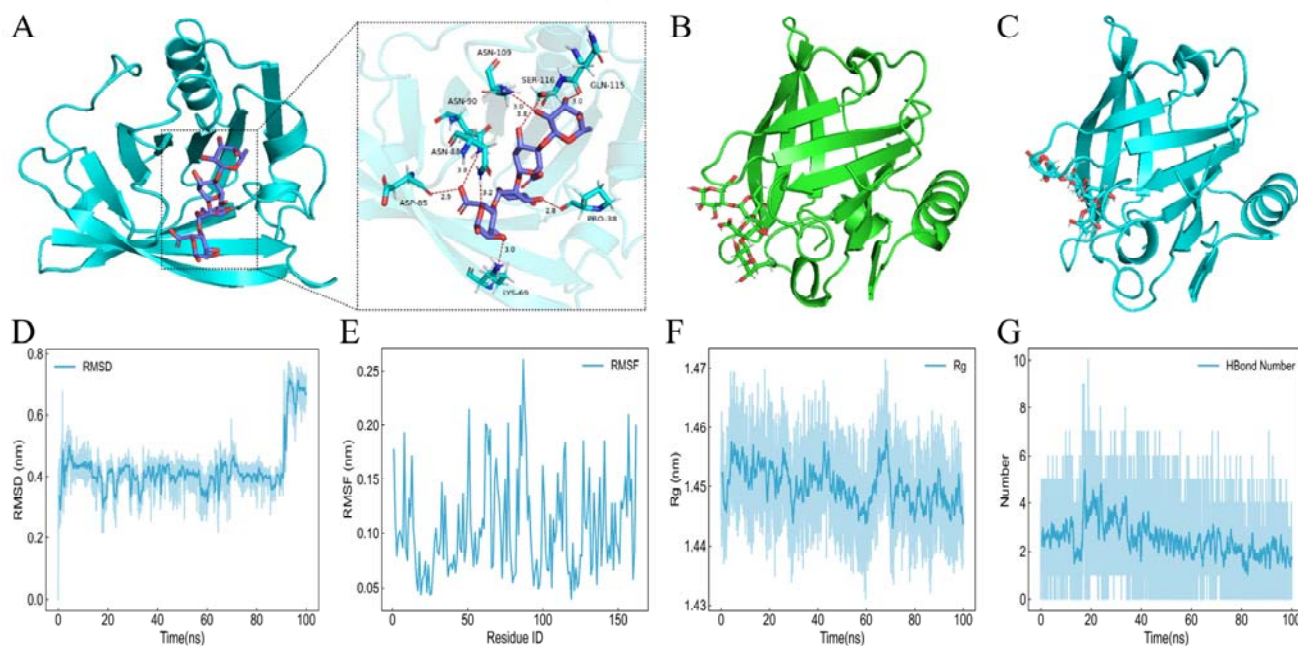 A
B
C
ASN-109
SER-116
GLN-115
3.0
3.0
3.8
ASN-90
ASN-88
3.0
3.2
ASP-85
2.9
2.8
PRO-38
3.0
D
E
F
G
RMSD
RMSD (nm)
0.8
0.6
0.4
0.2
0.0
0 20 40 60 80 100
Time(ns)
RMSF
RMSF (nm)
0.25
0.20
0.15
0.10
0.05
0 50 100 150
Residue ID
Rg
Rg (nm)
1.47
1.46
1.45
1.44
1.43
0 20 40 60 80 100
Time(ns)
HBond Number
Number
10
8
6
4
2
0
0 20 40 60 80 100
Time(ns)